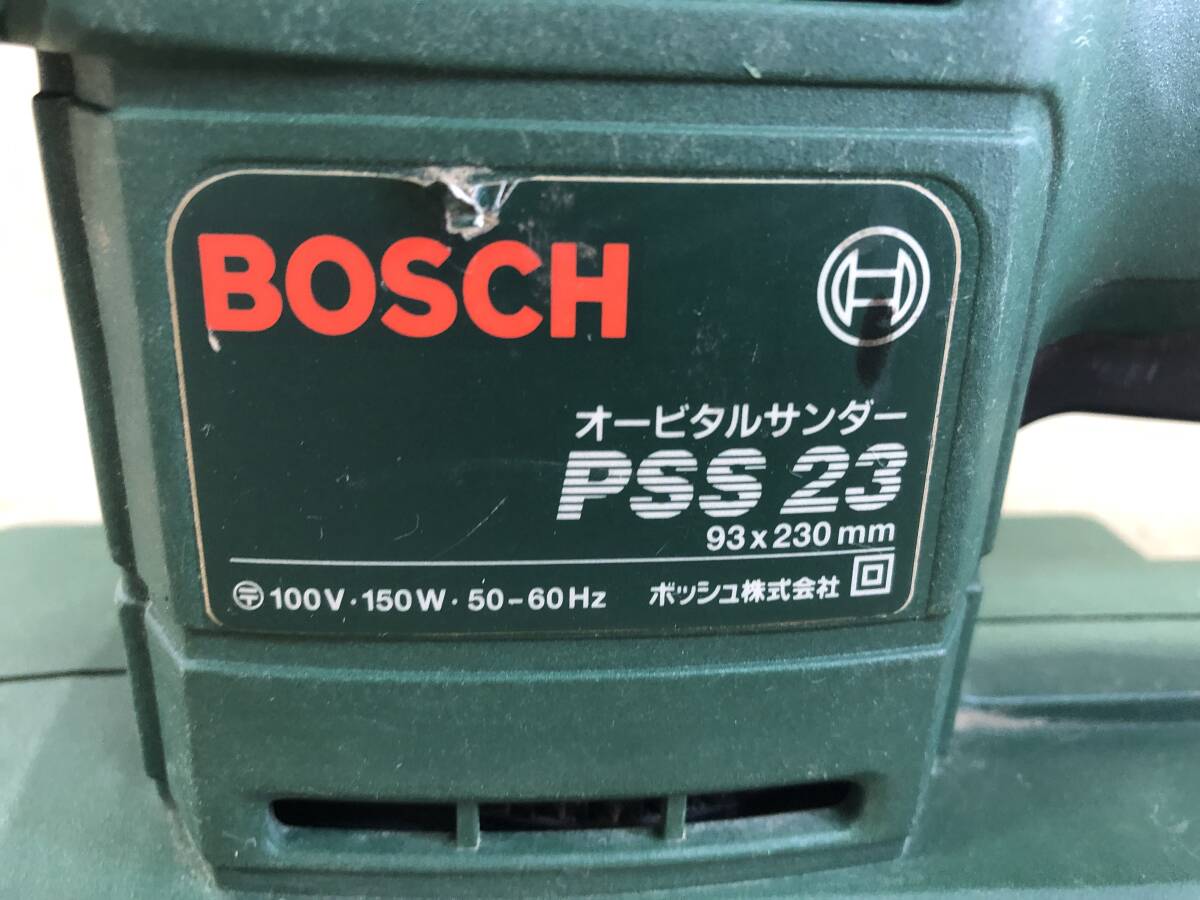 BOSCH
オービタルサンダー
PSS 23
93x230mm
100V・150W・50-60Hz ボッシュ株式会社